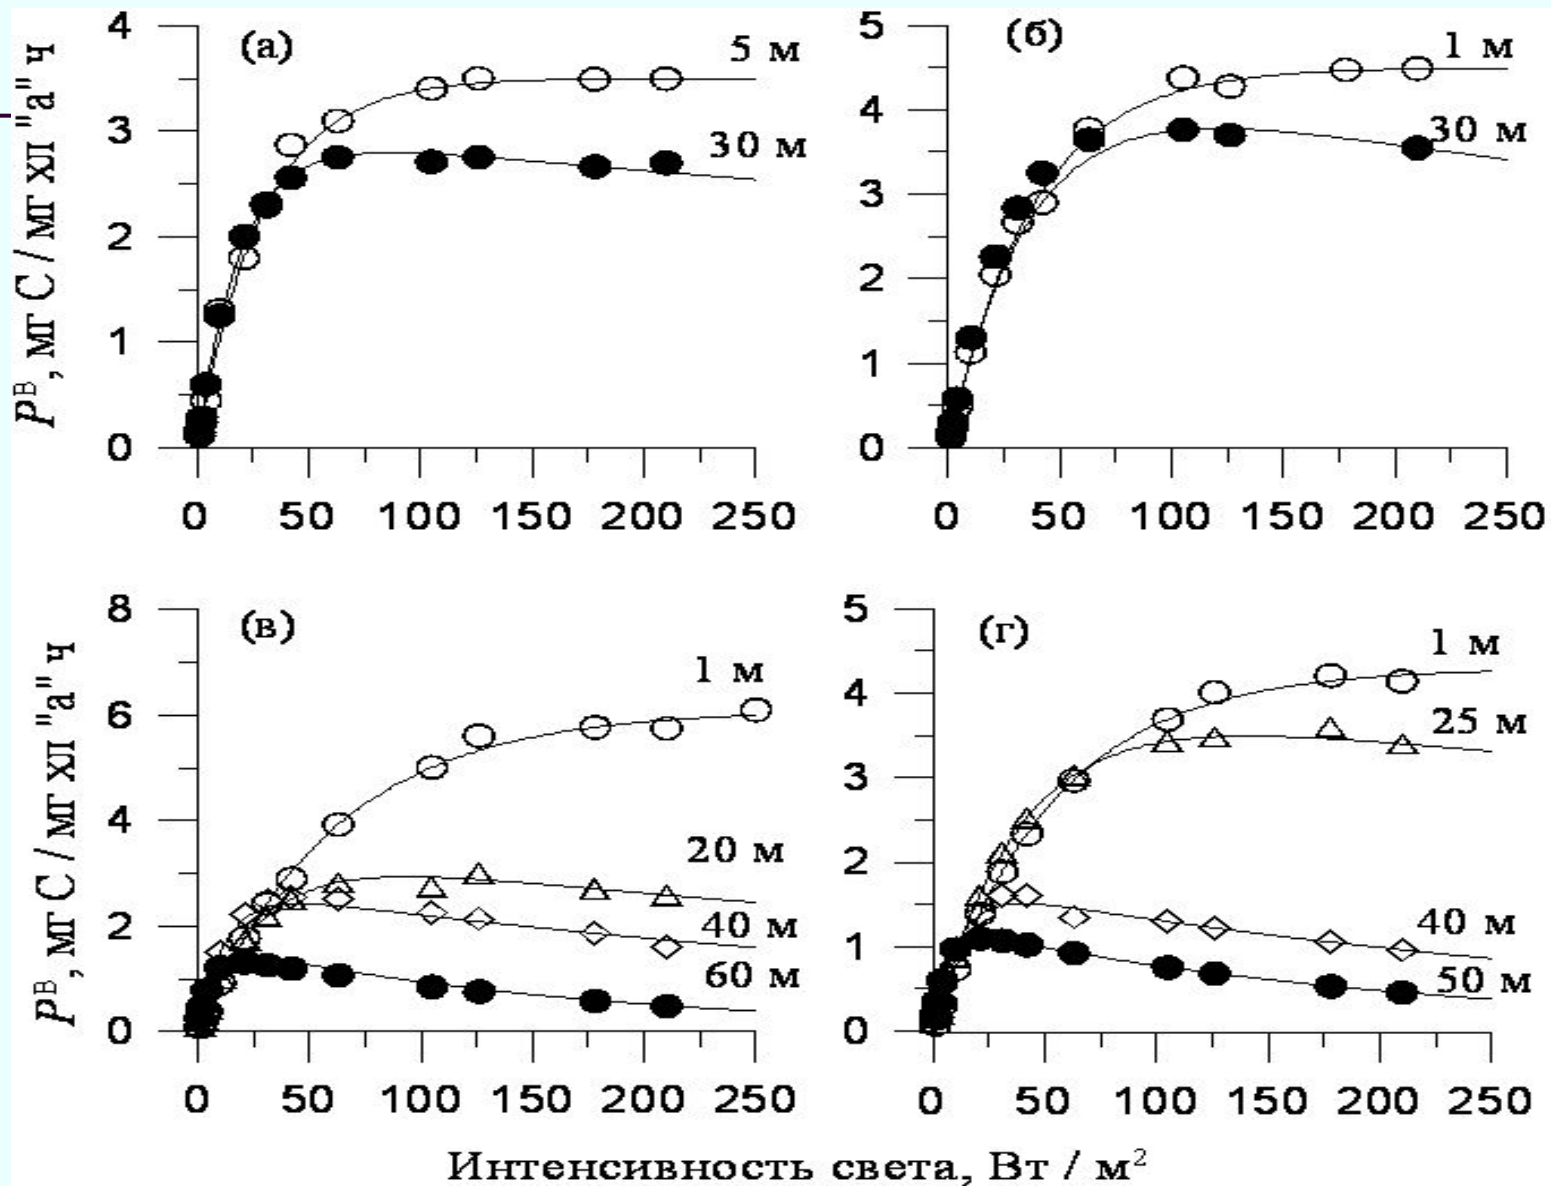 (а)
5 м
30 м
4
3
2
1
0
0 50 100 150 200 250
Pᴮ, мг С / мг хл "а" ч
(б)
1 м
30 м
5
4
3
2
1
0
0 50 100 150 200 250
(в)
1 м
20 м
40 м
60 м
8
6
4
2
0
0 50 100 150 200 250
Pᴮ, мг С / мг хл "а" ч
(г)
1 м
25 м
40 м
50 м
5
4
3
2
1
0
0 50 100 150 200 250
Интенсивность света, Вт / м²